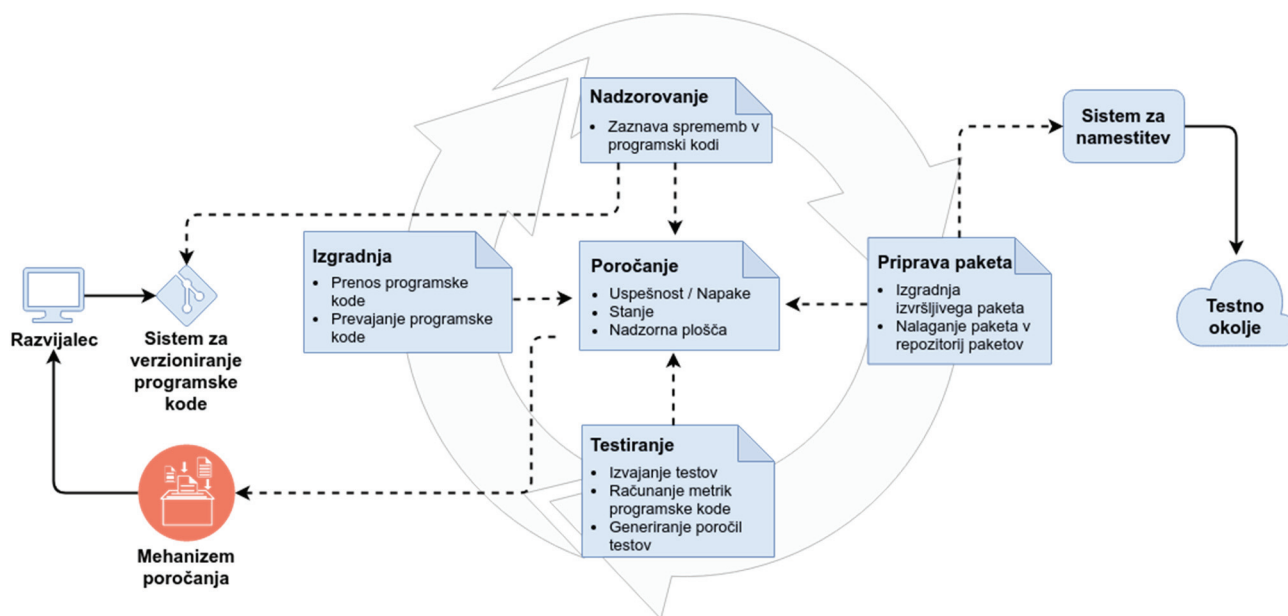 Nadzorovanje
• Zaznava sprememb v
programski kodi
Sistem za
namestitev
Izgradnja
• Prenos programske
kode
• Prevajanje programske
kode
Poročanje
• Uspešnost / Napake
• Stanje
• Nadzorna plošča
Priprava paketa
• Izgradnja
izvršljivega paketa
• Nalaganje paketa v
repozitorij paketov
Testno
okolje
Razvijalec
Sistem za
verzioniranje
programske
kode
Testiranje
• Izvajanje testov
• Računanje metrik
programske kode
• Generiranje poročil
testov
Mehanizem
poročanja